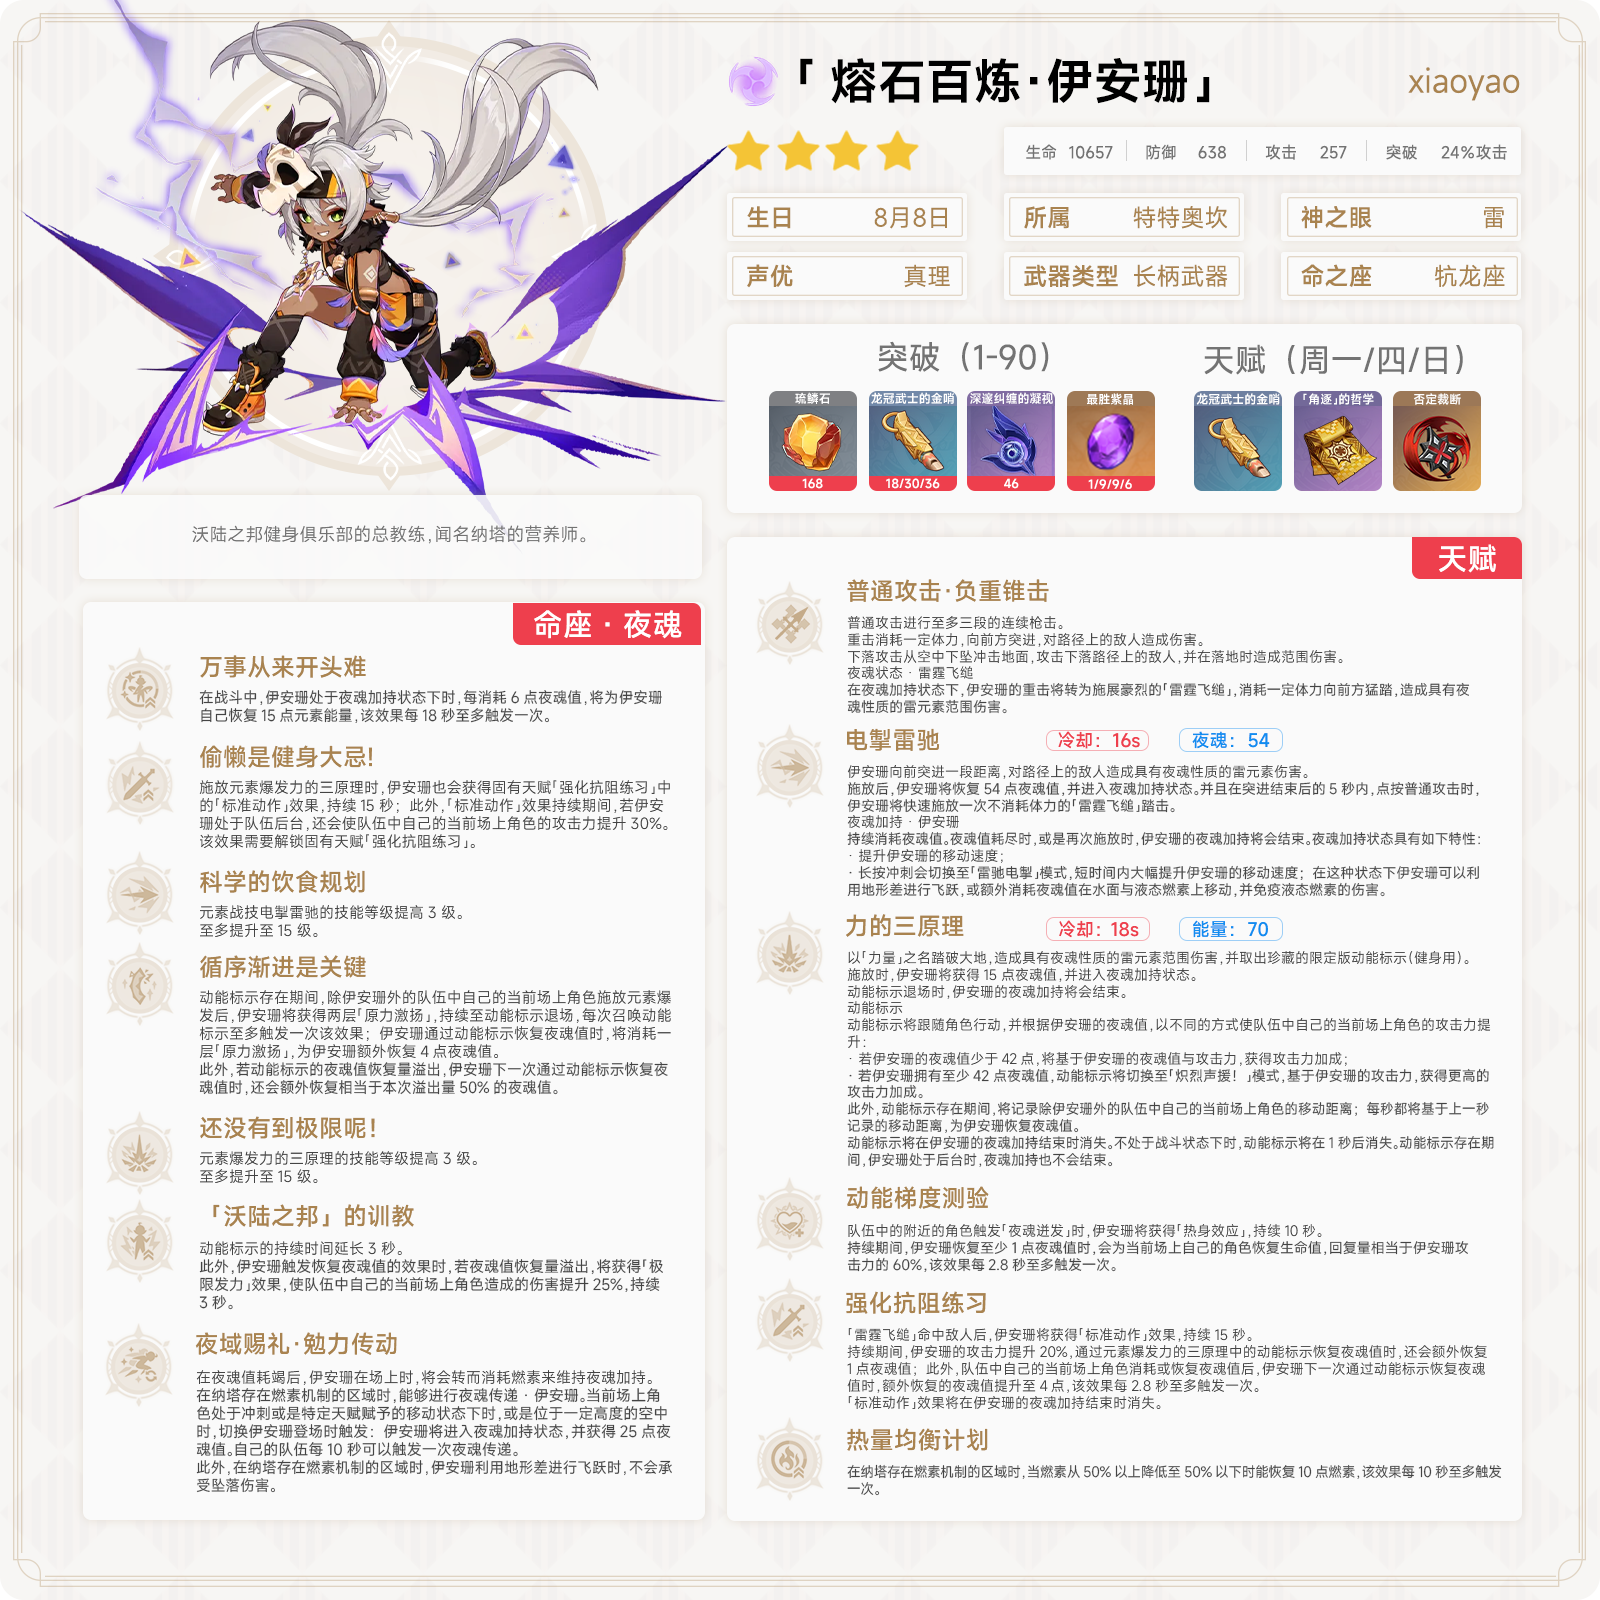 「熔石百炼·伊安珊」
xiaoyao
生命 10657 防御 638 攻击 257 突破 24%攻击
生日 8月8日 所属 特特奥坎 神之眼 雷
声优 真理 武器类型 长柄武器 命之座 犺龙座
突破（1-90）
琉鳞石 龙冠武士的金哨 深邃纠缠的凝视 最胜紫晶
168 18/30/36 46 1/9/9/6
天赋（周一/四/日）
龙冠武士的金哨 「角逐」的哲学 否定裁断
沃陆之邦健身俱乐部的总教练,闻名纳塔的营养师。
命座·夜魂
万事从来开头难
在战斗中,伊安珊处于夜魂加持状态下时,每消耗 6 点夜魂值,将为伊安珊
自己恢复 15 点元素能量,该效果每 18 秒至多触发一次。
偷懒是健身大忌!
施放元素爆发力的三原理时,伊安珊也会获得固有天赋「强化抗阻练习」中
的「标准动作」效果,持续 15 秒；此外,「标准动作」效果持续期间,若伊安
珊处于队伍后台,还会使队伍中自己的当前场上角色的攻击力提升 30%。
该效果需要解锁固有天赋「强化抗阻练习」。
科学的饮食规划
元素战技电掣雷驰的技能等级提高 3 级。
至多提升至 15 级。
循序渐进是关键
动能标示存在期间,除伊安珊外的队伍中自己的当前场上角色施放元素爆
发后,伊安珊将获得两层「原力激扬」,持续至动能标示退场,每次召唤动能
标示至多触发一次该效果；伊安珊通过动能标示恢复夜魂值时,将消耗一
层「原力激扬」,为伊安珊额外恢复 4 点夜魂值。
此外,若动能标示的夜魂值恢复量溢出,伊安珊下一次通过动能标示恢复夜
魂值时,还会额外恢复相当于本次溢出量 50% 的夜魂值。
还没有到极限呢！
元素爆发力的三原理的技能等级提高 3 级。
至多提升至 15 级。
「沃陆之邦」的训教
动能标示的持续时间延长 3 秒。
此外,伊安珊触发恢复夜魂值的效果时,若夜魂值恢复量溢出,将获得「极
限发力」效果,使队伍中自己的当前场上角色造成的伤害提升 25%,持续
3 秒。
夜域赐礼·勉力传动
在夜魂值耗竭后,伊安珊在场上时,将会转而消耗燃素来维持夜魂加持。
在纳塔存在燃素机制的区域时,能够进行夜魂传递 · 伊安珊。当前场上角
色处于冲刺或是特定天赋赋予的移动状态下时,或是位于一定高度的空中
时,切换伊安珊登场时触发：伊安珊将进入夜魂加持状态,并获得 25 点夜
魂值。自己的队伍每 10 秒可以触发一次夜魂传递。
此外,在纳塔存在燃素机制的区域时,伊安珊利用地形差进行飞跃时,不会承
受坠落伤害。
天赋
普通攻击·负重锥击
普通攻击进行至多三段的连续枪击。
重击消耗一定体力,向前方突进,对路径上的敌人造成伤害。
下落攻击从空中下坠冲击地面,攻击下落路径上的敌人,并在落地时造成范围伤害。
夜魂状态 · 雷霆飞缒
在夜魂加持状态下,伊安珊的重击将转为施展豪烈的「雷霆飞缒」,消耗一定体力向前方猛踏,造成具有夜
魂性质的雷元素范围伤害。
电掣雷驰 冷却：16s 夜魂：54
伊安珊向前突进一段距离,对路径上的敌人造成具有夜魂性质的雷元素伤害。
施放后,伊安珊将恢复 54 点夜魂值,并进入夜魂加持状态。并且在突进结束后的 5 秒内,点按普通攻击时,
伊安珊将快速施放一次不消耗体力的「雷霆飞缒」踏击。
夜魂加持 · 伊安珊
持续消耗夜魂值。夜魂值耗尽时,或是再次施放时,伊安珊的夜魂加持将会结束。夜魂加持状态具有如下特性：
· 提升伊安珊的移动速度；
· 长按冲刺会切换至「雷驰电掣」模式,短时间内大幅提升伊安珊的移动速度；在这种状态下伊安珊可以利
用地形差进行飞跃,或额外消耗夜魂值在水面与液态燃素上移动,并免疫液态燃素的伤害。
力的三原理 冷却：18s 能量：70
以「力量」之名踏破大地,造成具有夜魂性质的雷元素范围伤害,并取出珍藏的限定版动能标示(健身用)。
施放时,伊安珊将获得 15 点夜魂值,并进入夜魂加持状态。
动能标示退场时,伊安珊的夜魂加持将会结束。
动能标示
动能标示将跟随角色行动,并根据伊安珊的夜魂值,以不同的方式使队伍中自己的当前场上角色的攻击力提
升：
· 若伊安珊的夜魂值少于 42 点,将基于伊安珊的夜魂值与攻击力,获得攻击力加成；
· 若伊安珊拥有至少 42 点夜魂值,动能标示将切换至「炽烈声援！」模式,基于伊安珊的攻击力,获得更高的
攻击力加成。
此外,动能标示存在期间,将记录除伊安珊外的队伍中自己的当前场上角色的移动距离；每秒都将基于上一秒
记录的移动距离,为伊安珊恢复夜魂值。
动能标示将在伊安珊的夜魂加持结束时消失。不处于战斗状态下时,动能标示将在 1 秒后消失。动能标示存在期
间,伊安珊处于后台时,夜魂加持也不会结束。
动能梯度测验
队伍中的附近的角色触发「夜魂迸发」时,伊安珊将获得「热身效应」,持续 10 秒。
持续期间,伊安珊恢复至少 1 点夜魂值时,会为当前场上自己的角色恢复生命值,回复量相当于伊安珊攻
击力的 60%,该效果每 2.8 秒至多触发一次。
强化抗阻练习
「雷霆飞缒」命中敌人后,伊安珊将获得「标准动作」效果,持续 15 秒。
持续期间,伊安珊的攻击力提升 20%,通过元素爆发力的三原理中的动能标示恢复夜魂值时,还会额外恢复
1 点夜魂值；此外,队伍中自己的当前场上角色消耗或恢复夜魂值后,伊安珊下一次通过动能标示恢复夜魂
值时,额外恢复的夜魂值提升至 4 点,该效果每 2.8 秒至多触发一次。
「标准动作」效果将在伊安珊的夜魂加持结束时消失。
热量均衡计划
在纳塔存在燃素机制的区域时,当燃素从 50% 以上降低至 50% 以下时能恢复 10 点燃素,该效果每 10 秒至多触发
一次。